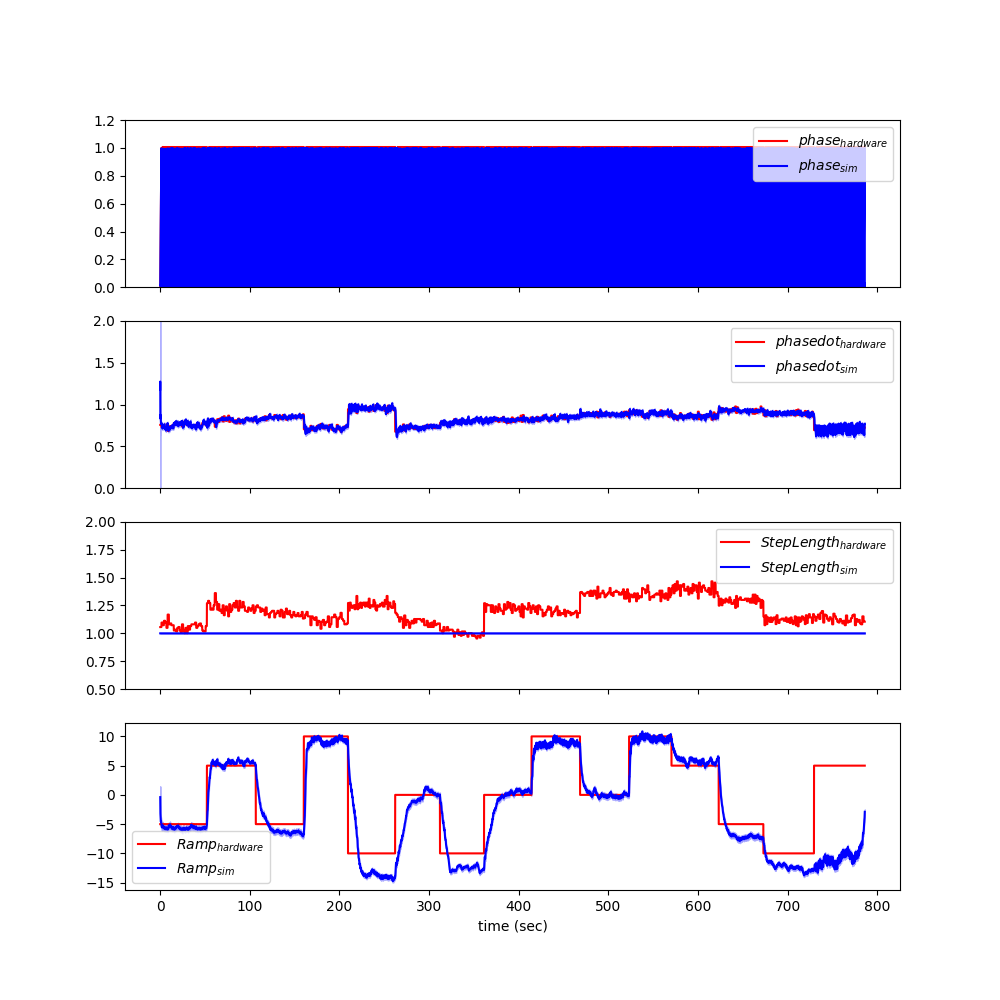 1.2
1.0
0.8
0.6
0.4
0.2
0.0
phase_hardware
phase_sim
2.0
1.5
1.0
0.5
0.0
phasedot_hardware
phasedot_sim
2.00
1.75
1.50
1.25
1.00
0.75
0.50
StepLength_hardware
StepLength_sim
10
5
0
−5
−10
−15
Ramp_hardware
Ramp_sim
0 100 200 300 400 500 600 700 800
time (sec)